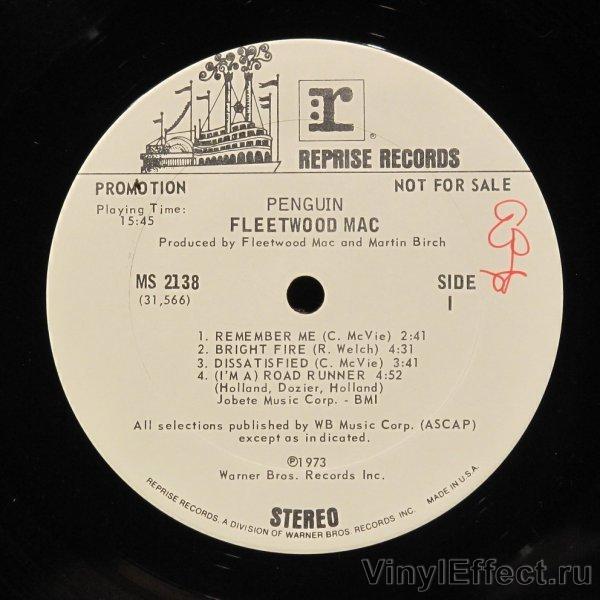 r
®
REPRISE RECORDS
PROMOTION NOT FOR SALE
Playing Time:
15:45
PENGUIN
FLEETWOOD MAC
Produced by Fleetwood Mac and Martin Birch
MS 2138
(31,566)
SIDE
1
1. REMEMBER ME (C. McVie) 2:41
2. BRIGHT FIRE (R. Welch) 4:31
3. DISSATISFIED (C. McVie) 3:41
4. (I'M A) ROAD RUNNER 4:52
(Holland, Dozier, Holland)
Jobete Music Corp. - BMI
All selections published by WB Music Corp. (ASCAP)
except as in dicated.
Ⓟ1973
Warner Bros. Records Inc.
STEREO
REPRISE RECORDS, A DIVISION OF WARNER BROS. RECORDS, INC. MADE IN U.S.A.
VinylEffect.ru